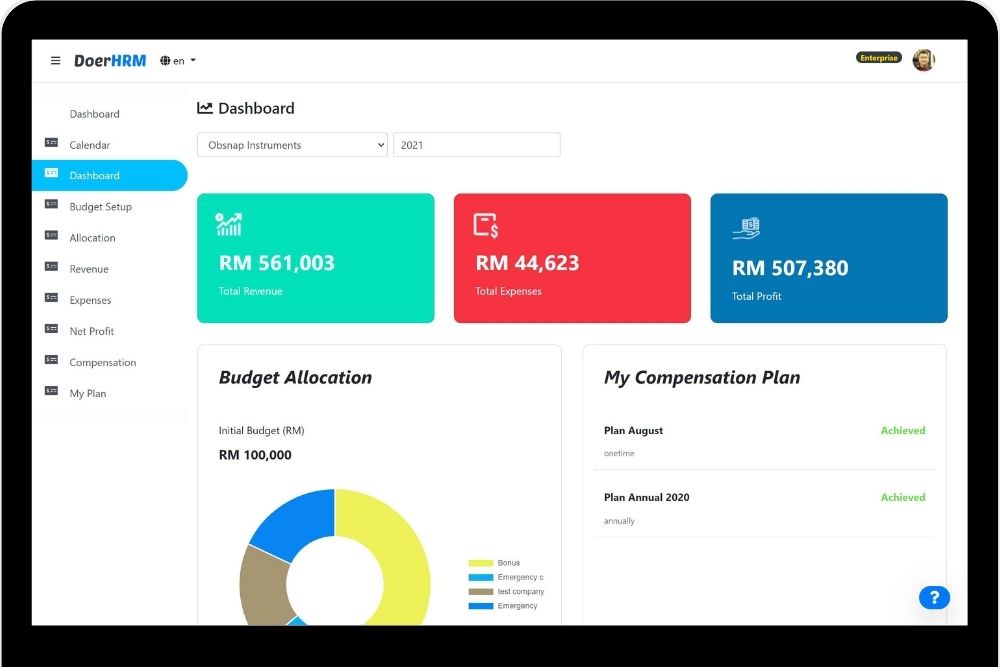 DoerHRM en
Enterprise
Dashboard
Calendar
Dashboard
Budget Setup
Allocation
Revenue
Expenses
Net Profit
Compensation
My Plan
Dashboard
Obsnap Instruments
2021
RM 561,003
Total Revenue
RM 44,623
Total Expenses
RM 507,380
Total Profit
Budget Allocation
Initial Budget (RM)
RM 100,000
Bonus
Emergency c
test company
Emergency
My Compensation Plan
Plan August Achieved
onetime
Plan Annual 2020 Achieved
annually
?